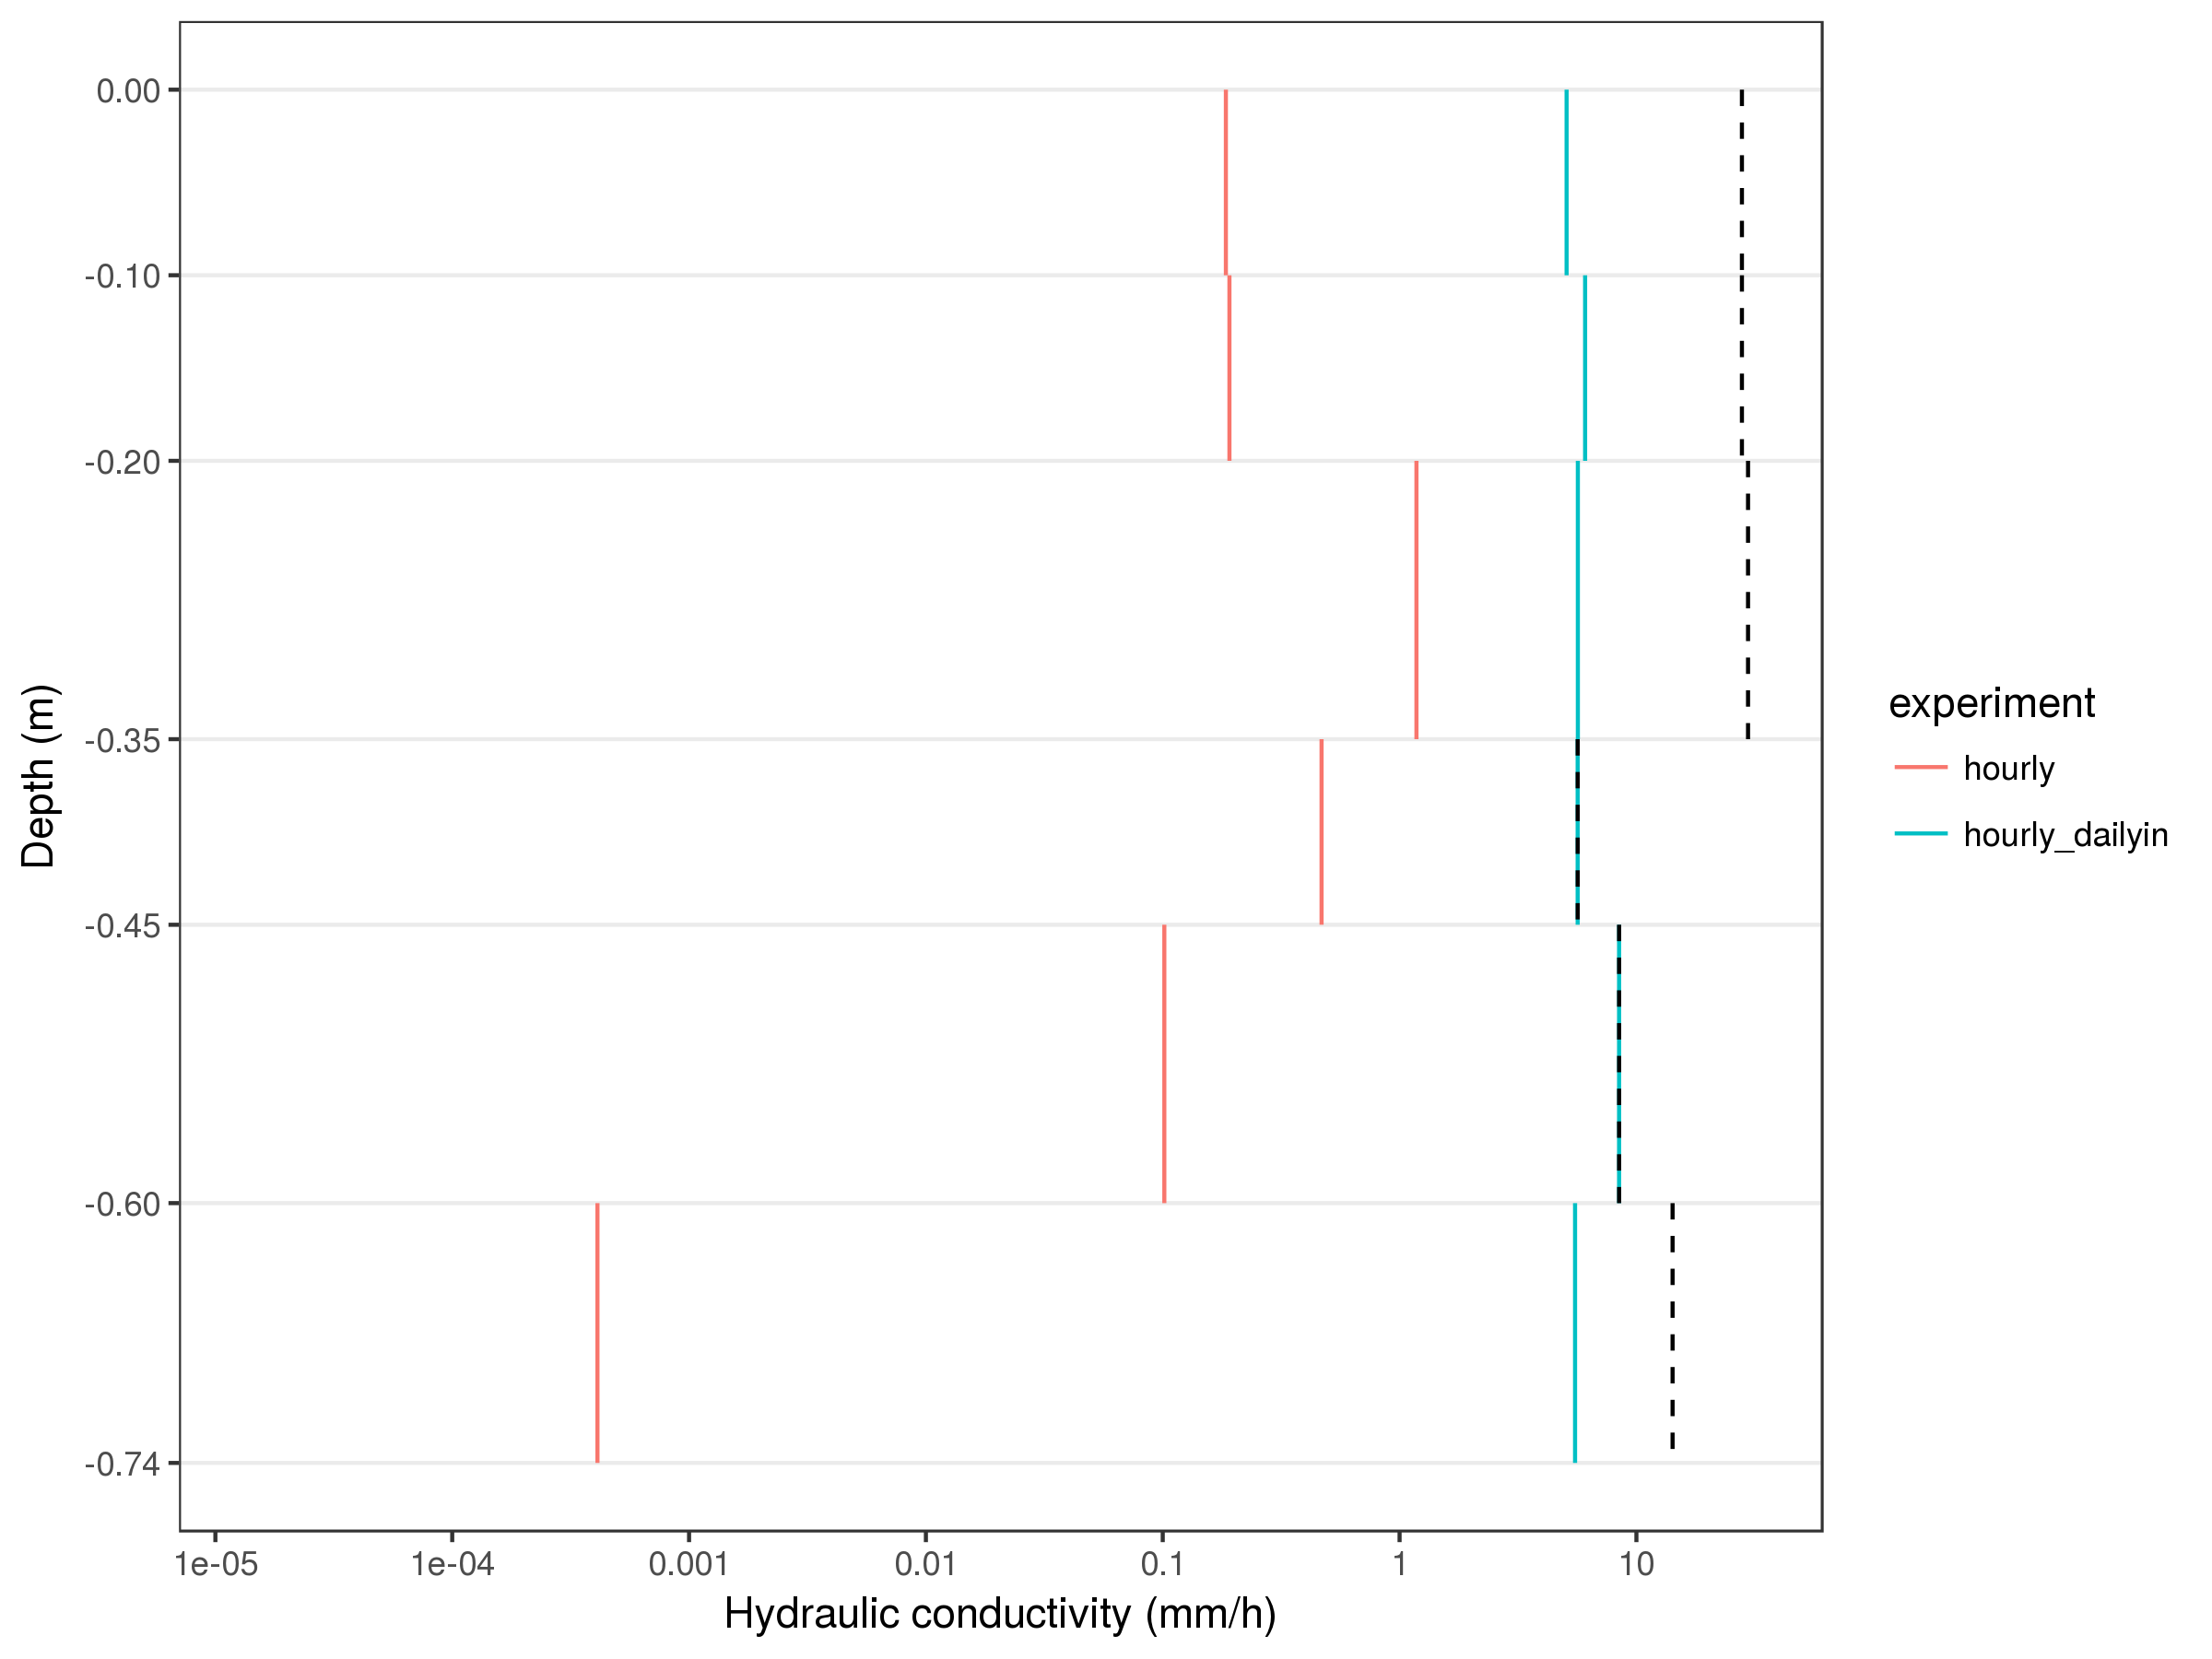 0.00
-0.10
-0.20
-0.35
-0.45
-0.60
-0.74
Depth (m)
1e-05 1e-04 0.001 0.01 0.1 1 10
Hydraulic conductivity (mm/h)
experiment
hourly
hourly_dailyin